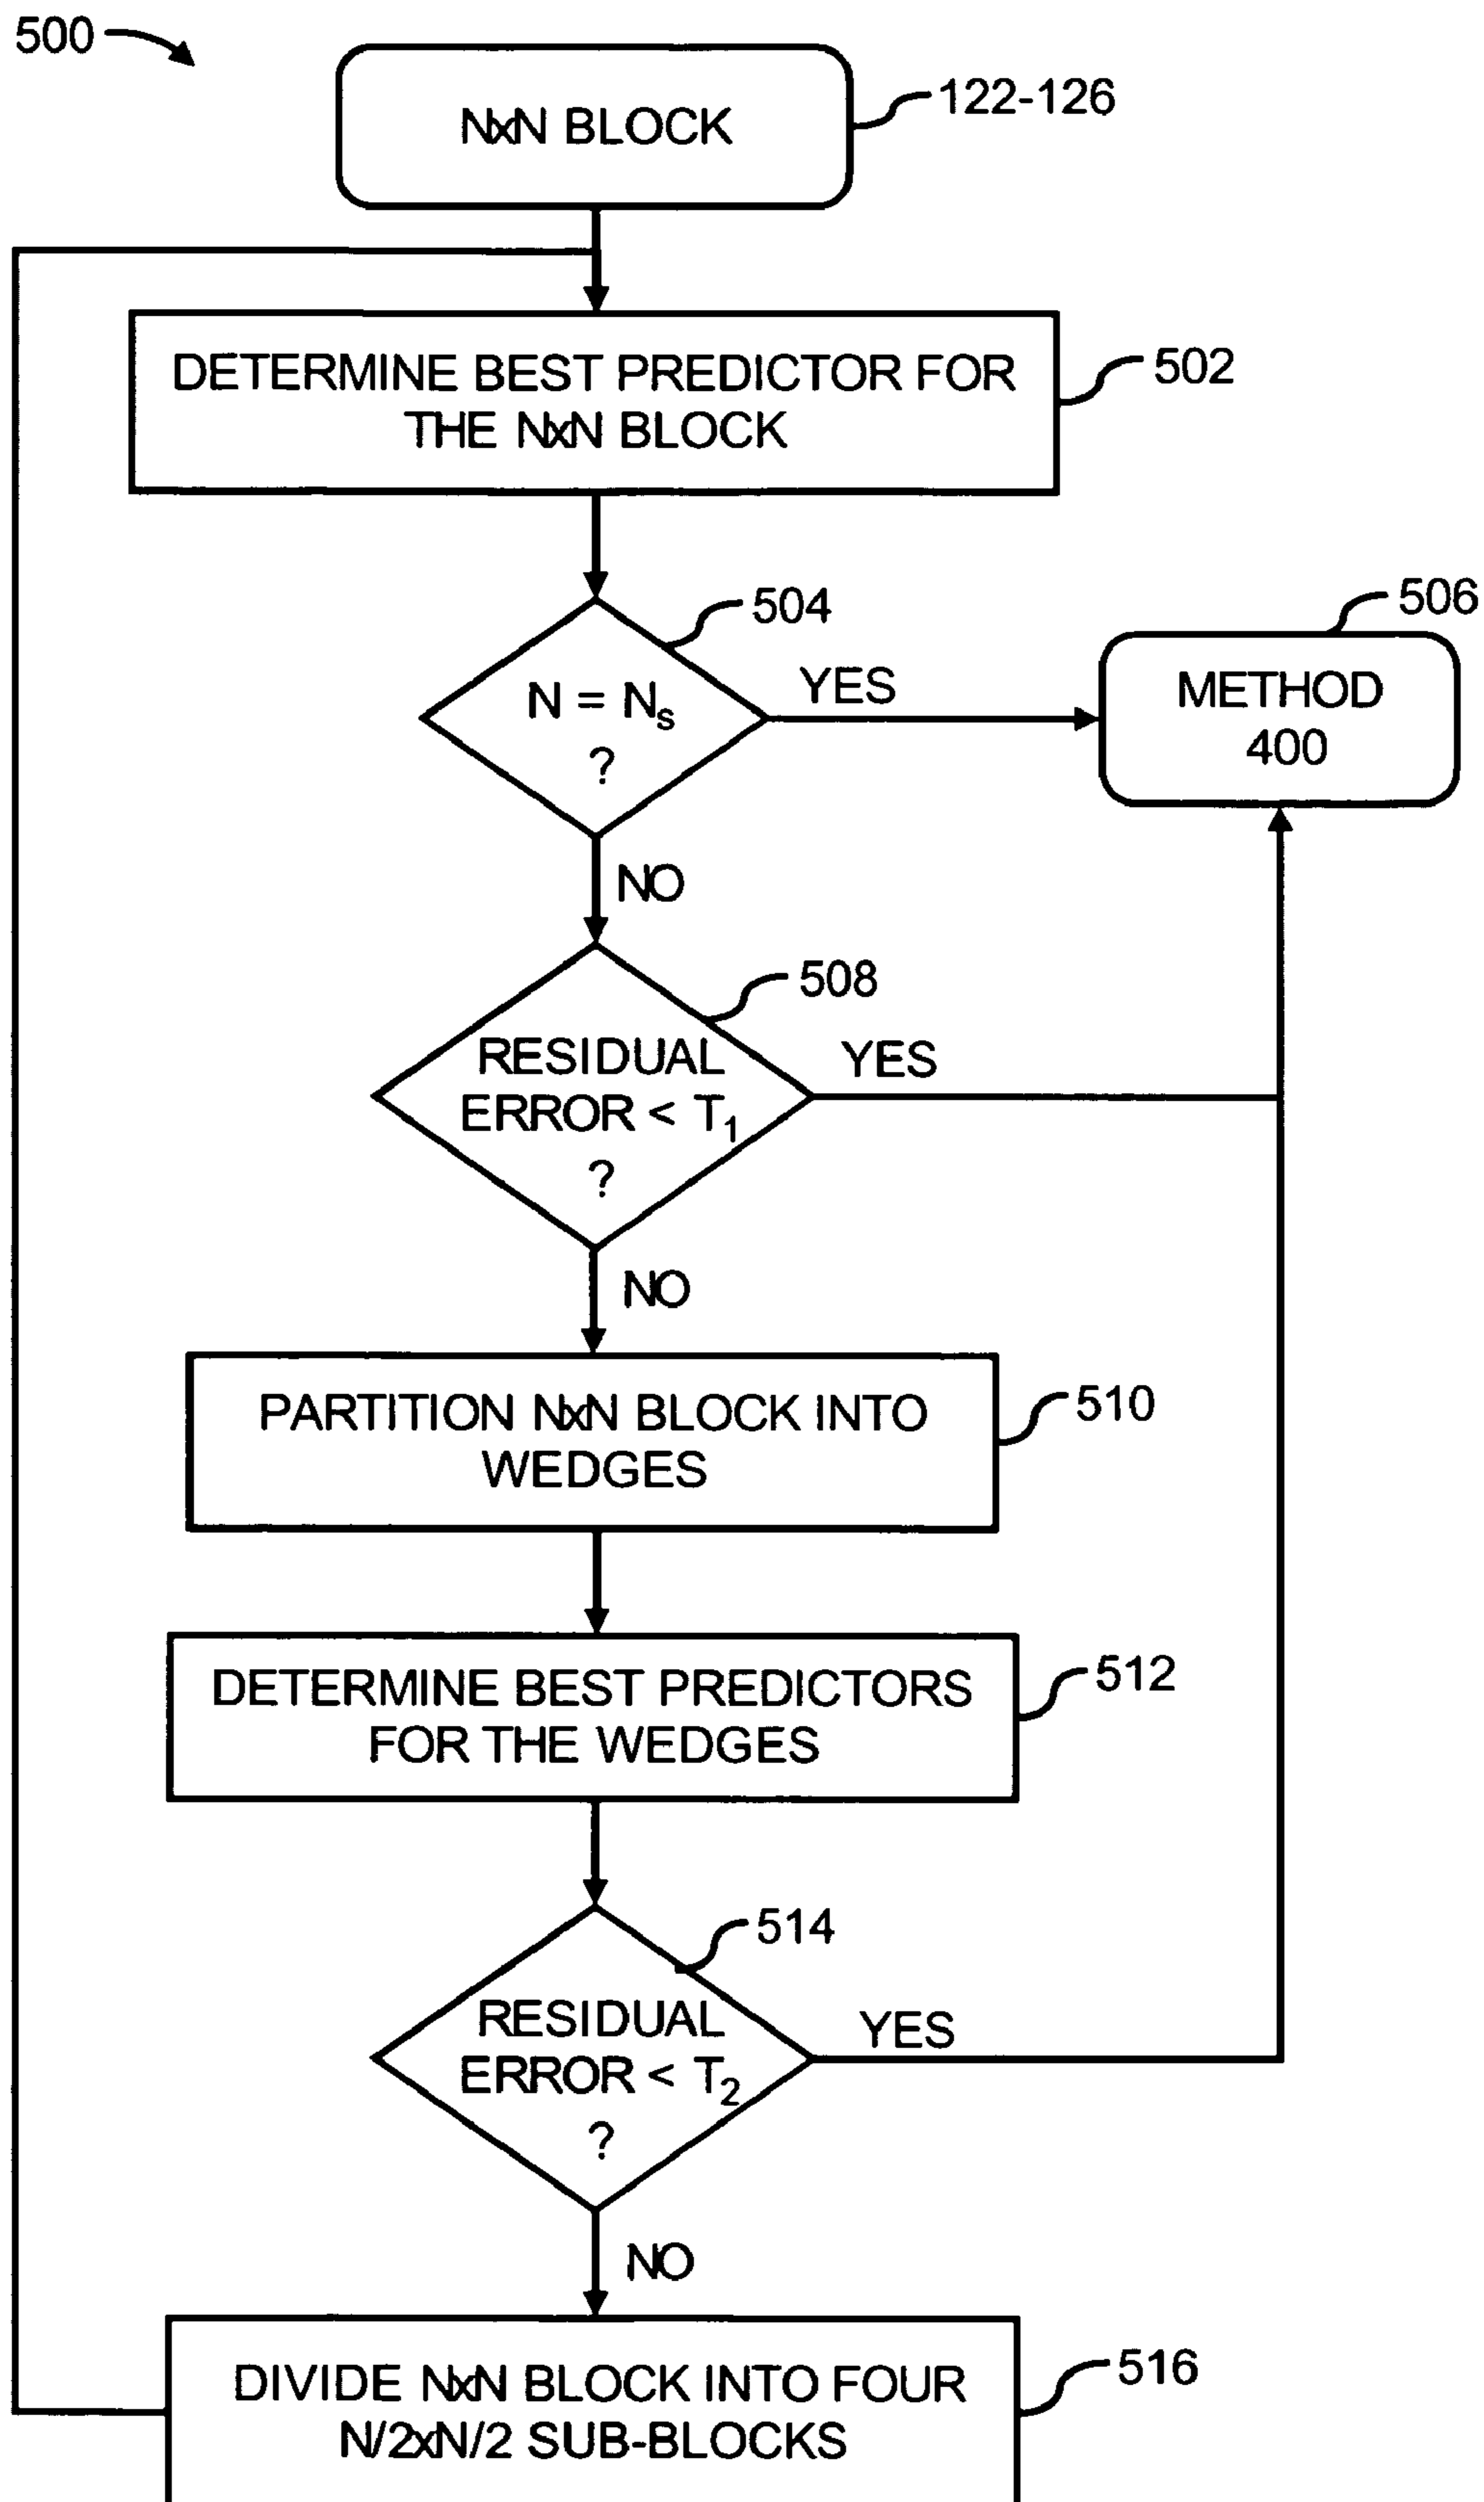 500
NxN BLOCK
122-126
DETERMINE BEST PREDICTOR FOR
THE NxN BLOCK
502
504
N = Ns
?
YES
506
METHOD
400
NO
508
RESIDUAL
ERROR < T1
?
YES
NO
PARTITION NxN BLOCK INTO
WEDGES
510
DETERMINE BEST PREDICTORS
FOR THE WEDGES
512
514
RESIDUAL
ERROR < T2
?
YES
NO
DIVIDE NxN BLOCK INTO FOUR
N/2xN/2 SUB-BLOCKS
516